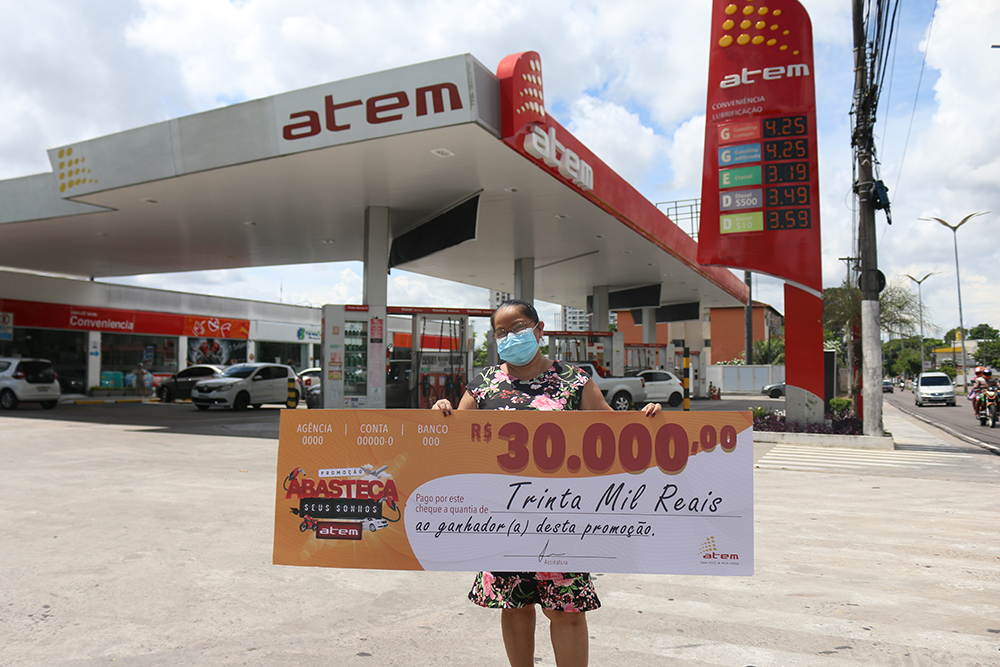 atem
atem
atem
CONVENIÊNCIA
LUBRIFICAÇÃO
G Gasolina comum 4.25
G Gasolina aditivada 4.25
E Etanol 3.19
D Diesel S500 3.49
D Diesel S10 3.59
Conveniência
AGÊNCIA | CONTA | BANCO
0000 00000-0 000
R$ 30.000,00
PROMOÇÃO
ABASTEÇA
SEUS SONHOS
atem
Pago por este
cheque a quantia de Trinta Mil Reais
ao ganhador(a) desta promoção.
Assinatura
atem